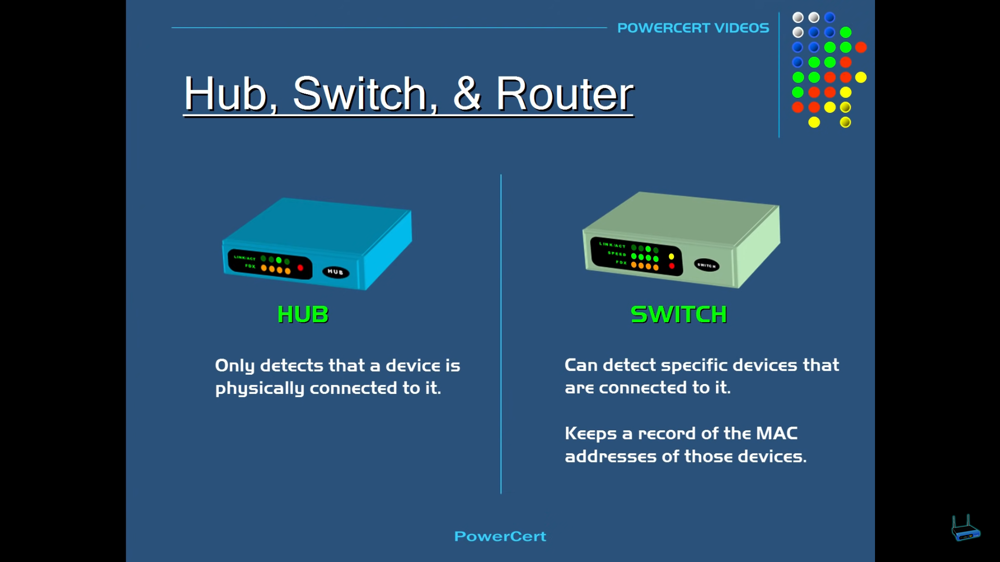 POWERCERT VIDEOS
Hub, Switch, & Router
LINK/ACT
FDX
HUB
LINK/ACT
SPEED
FDX
SWITCH
HUB
SWITCH
Only detects that a device is
physically connected to it.
Can detect specific devices that
are connected to it.
Keeps a record of the MAC
addresses of those devices.
PowerCert